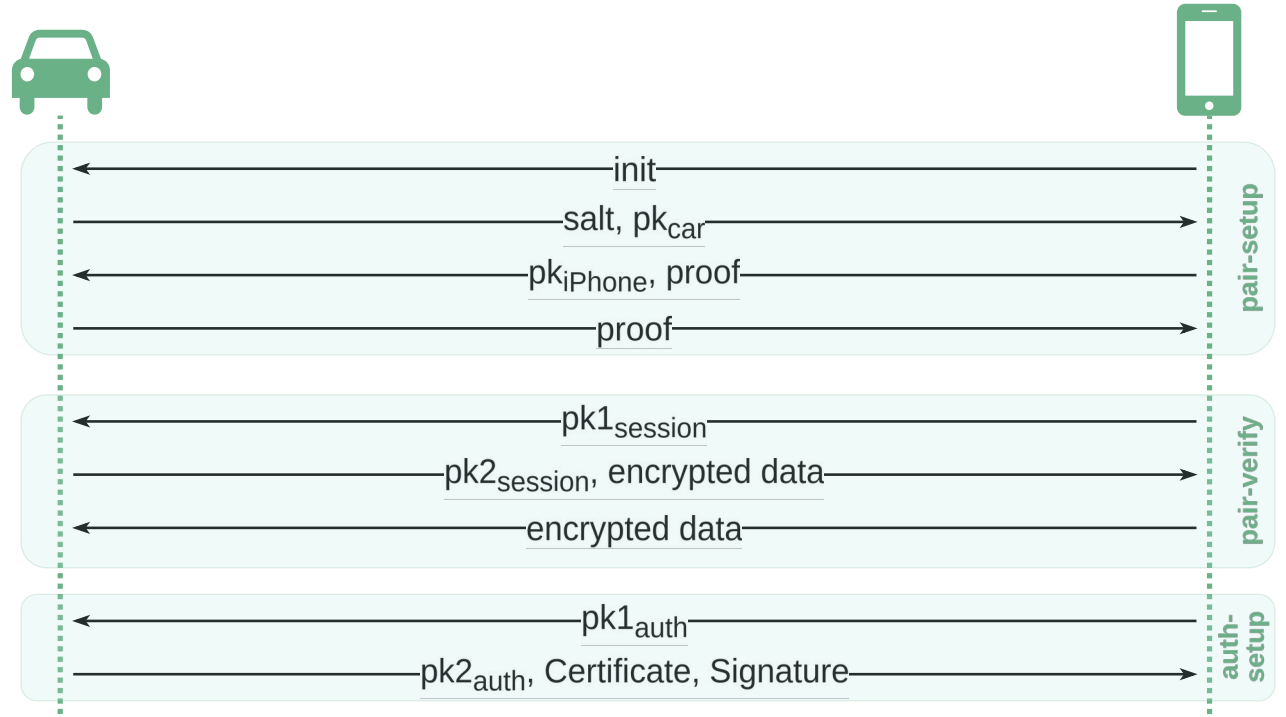 init
salt, pkcar
pkiPhone, proof
proof
pair-setup
pk1session
pk2session, encrypted data
encrypted data
pair-verify
pk1auth
pk2auth, Certificate, Signature
auth-
setup